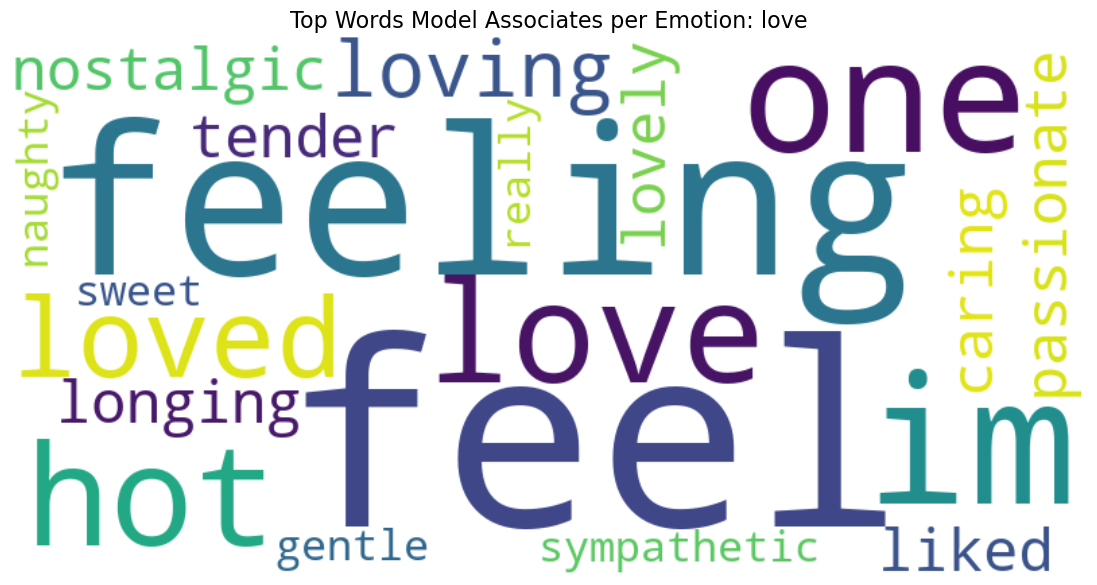 Top Words Model Associates per Emotion: love
nostalgic
loving
lovely
one
passionate
naughty
tender
really
feeling
caring
sweet
loved
love
longing
feel
im
hot
gentle
sympathetic
liked